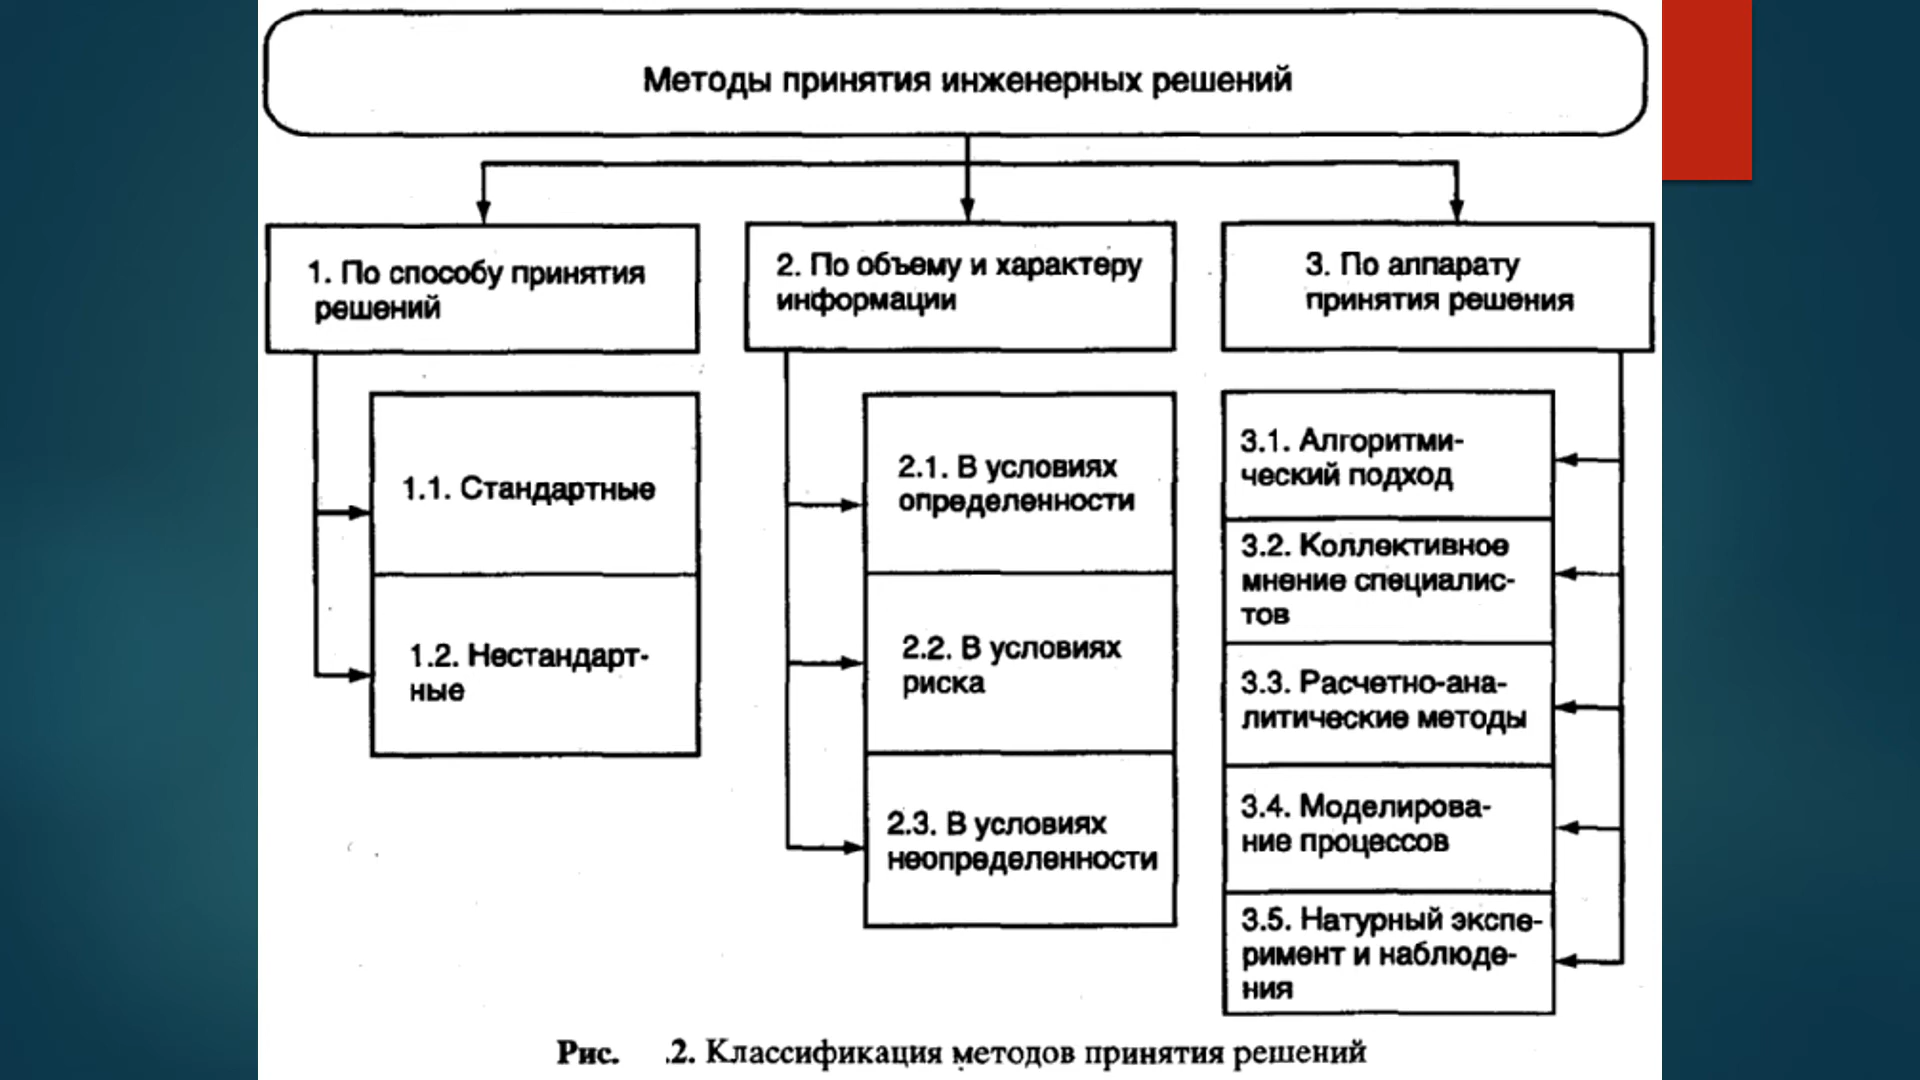 Методы принятия инженерных решений
1. По способу принятия
решений
2. По объему и характеру
информации
3. По аппарату
принятия решения
1.1. Стандартные
1.2. Нестандарт-
ные
2.1. В условиях
определенности
2.2. В условиях
риска
2.3. В условиях
неопределенности
3.1. Алгоритми-
ческий подход
3.2. Коллективное
мнение специалис-
тов
3.3. Расчетно-ана-
литические методы
3.4. Моделирова-
ние процессов
3.5. Натурный экспе-
римент и наблюде-
ния
Рис. .2. Классификация методов принятия решений